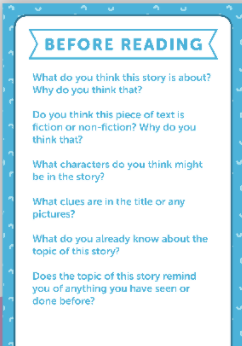 BEFORE READING
What do you think this story is about?
Why do you think that?
Do you think this piece of text is
fiction or non-fiction? Why do you
think that?
What characters do you think might
be in the story?
What clues are in the title or any
pictures?
What do you already know about the
topic of this story?
Does the topic of this story remind
you of anything you have seen or
done before?